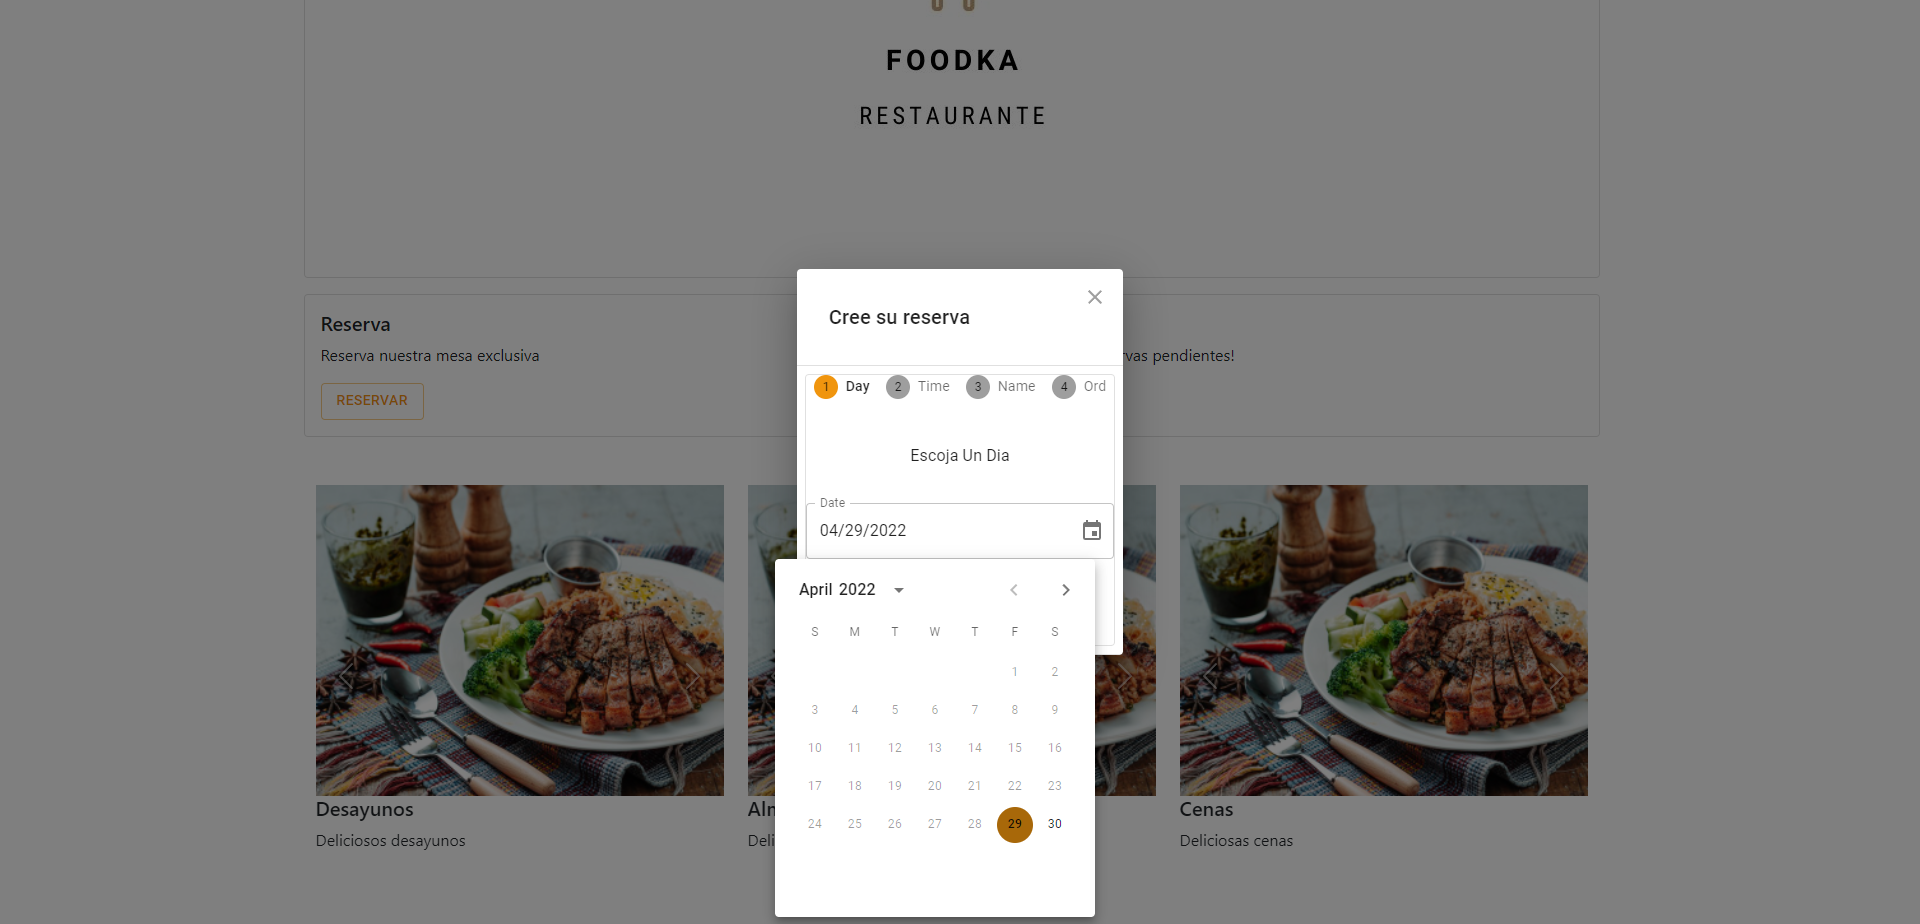 FOODKA
RESTAURANTE
Cree su reserva
Reserva
Reserva nuestra mesa exclusiva
vas pendientes!
RESERVAR
1 Day 2 Time 3 Name 4 Ord
Escoja Un Dia
Date
04/29/2022
April 2022
S M T W T F S
1 2
3 4 5 6 7 8 9
10 11 12 13 14 15 16
17 18 19 20 21 22 23
24 25 26 27 28 29 30
Desayunos
Deliciosos desayunos
Alm
Deli
Cenas
Deliciosas cenas